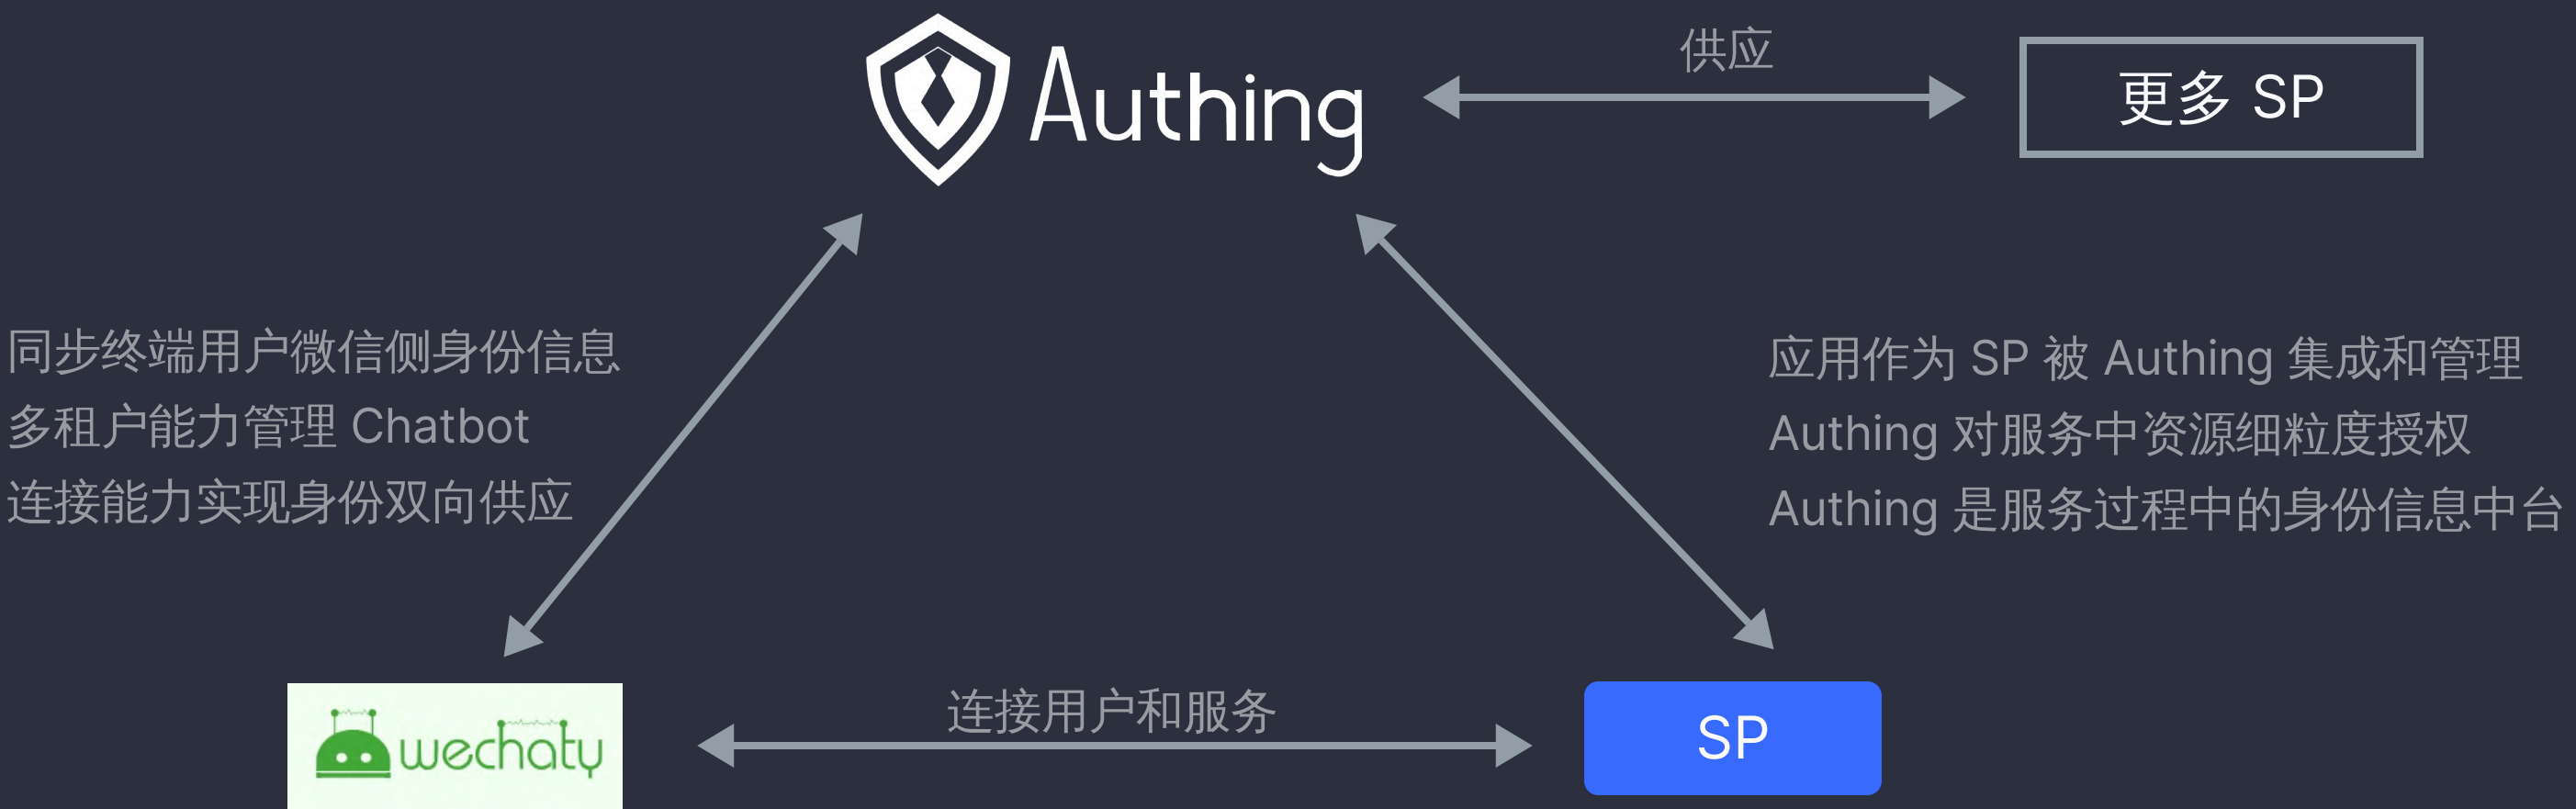 供应
Authing
更多 SP
同步终端用户微信侧身份信息
多租户能力管理 Chatbot
连接能力实现身份双向供应
应用作为 SP 被 Authing 集成和管理
Authing 对服务中资源细粒度授权
Authing 是服务过程中的身份信息中台
连接用户和服务
wechaty
SP